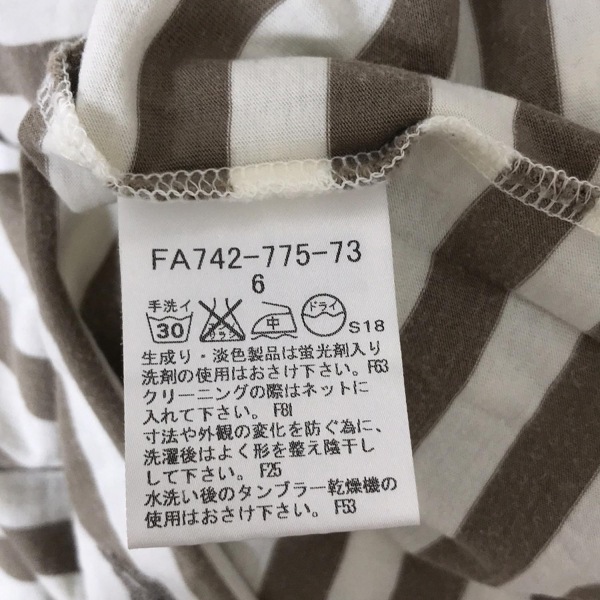 FA742-775-73
6
手洗イ ドライ
30 エンソサラシ 中 S18
生成り・淡色製品は蛍光剤入り
洗剤の使用はおさけ下さい。F63
クリーニングの際はネットに
入れて下さい。F81
寸法や外観の変化を防ぐ為に、
洗濯後はよく形を整え陰干し
して下さい。F25
水洗い後のタンブラー乾燥機の
使用はおさけ下さい。F53